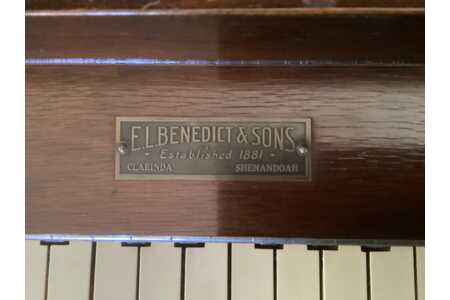 E.L. BENEDICT & SONS
- Established 1881 -
CLARINDA SHENANDOAH